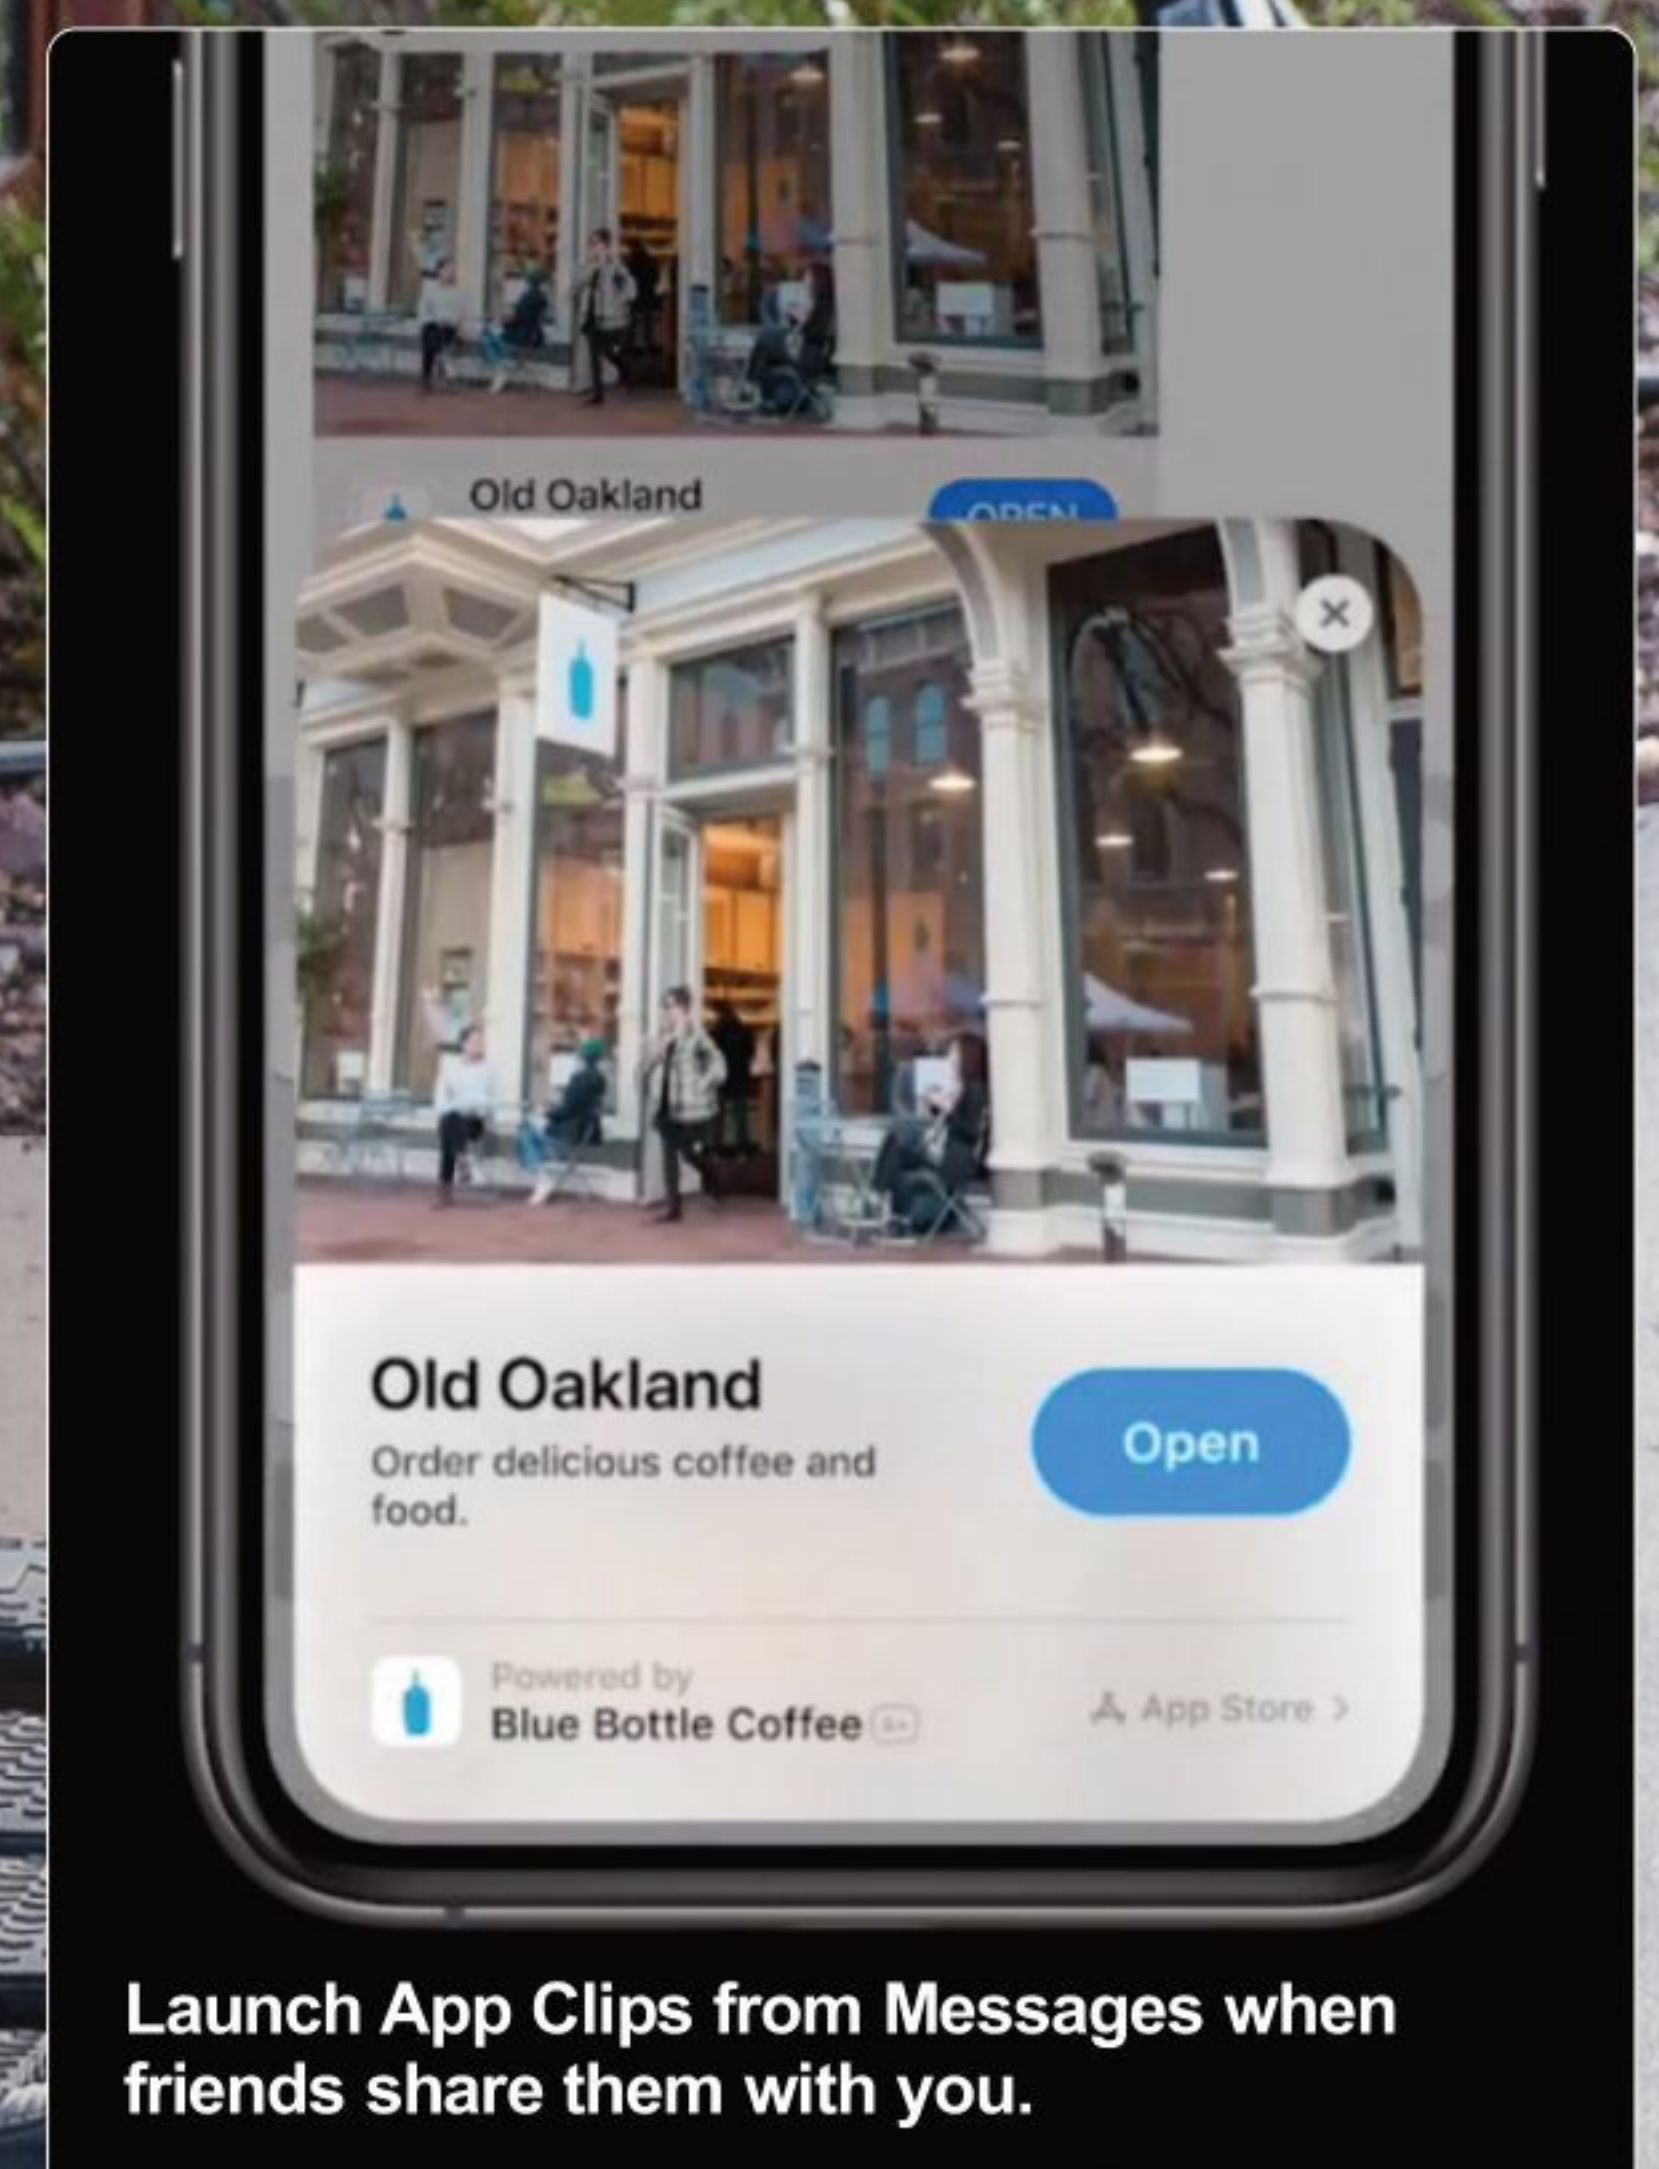 Old Oakland
OPEN
Old Oakland
Open
Order delicious coffee and
food.
Powered by
Blue Bottle Coffee
App Store >
Launch App Clips from Messages when
friends share them with you.